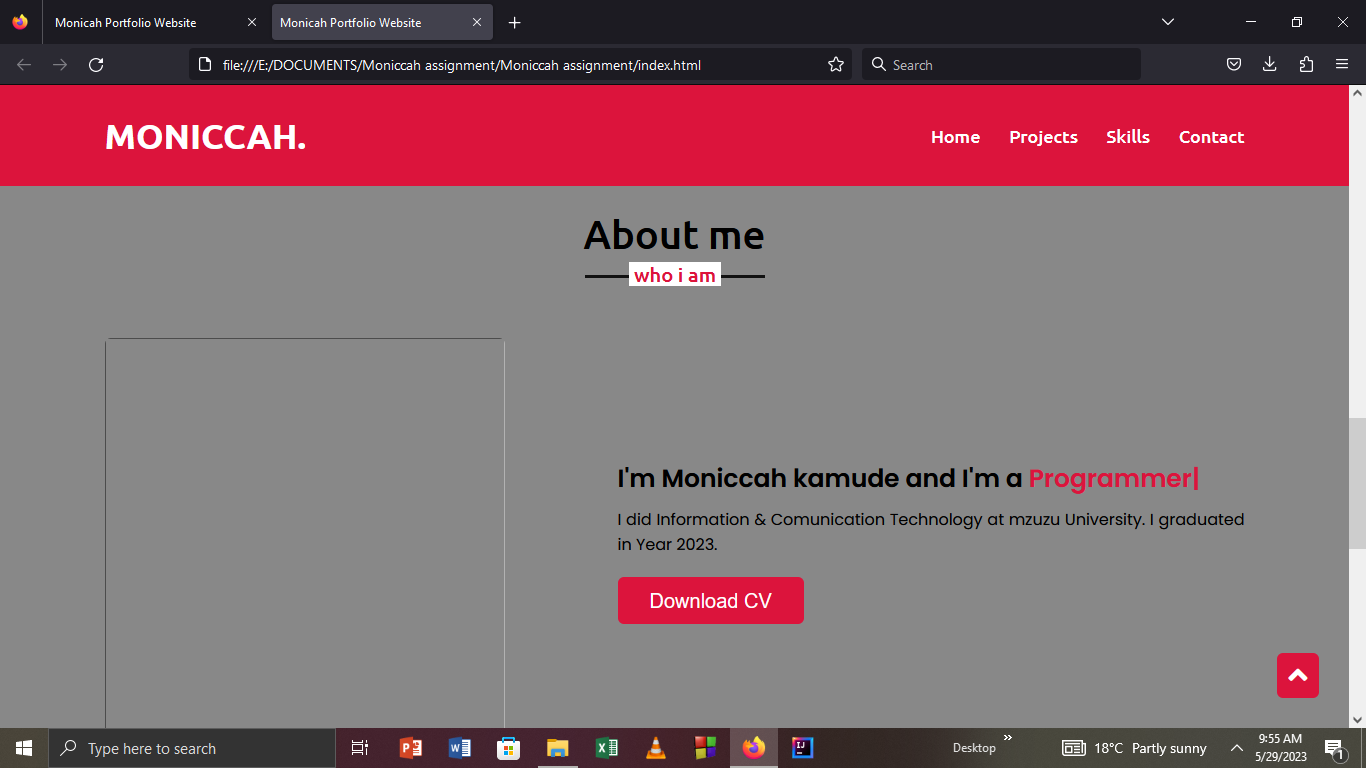 Monicah Portfolio Website
Monicah Portfolio Website
file:///E:/DOCUMENTS/Moniccah assignment/Moniccah assignment/index.html
Search
MONICCAH.
Home Projects Skills Contact
About me
who i am
I'm Moniccah kamude and I'm a Programmer|
I did Information & Comunication Technology at mzuzu University. I graduated
in Year 2023.
Download CV
Type here to search
Desktop
18°C Partly sunny
9:55 AM
5/29/2023
1